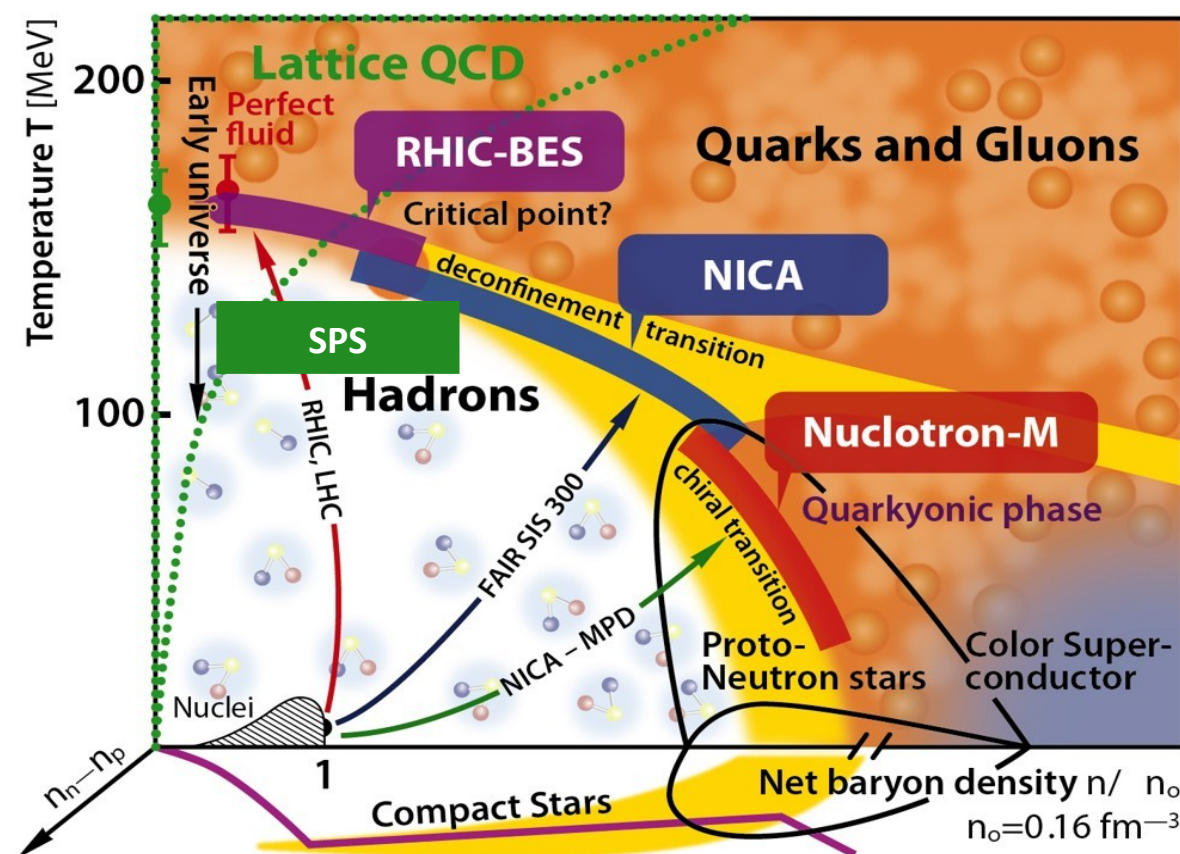 Temperature T [MeV]
200
100
Early universe
Lattice QCD
Perfect
fluid
RHIC-BES
Critical point?
Quarks and Gluons
deconfinement transition
NICA
SPS
Hadrons
Nuclotron-M
Quarkyonic phase
RHIC, LHC
FAIR SIS 300
chiral transition
NICA – MPD
Proto-
Neutron stars
Color Super-
conductor
Nuclei
nₙ—nₚ
1
Compact Stars
Net baryon density n/ nₒ
nₒ=0.16 fm⁻³